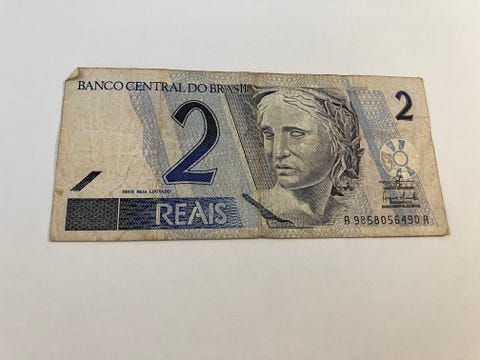 BANCO CENTRAL DO BRASIL
2
2
DEUS SEJA LOUVADO
REAIS
A 9858056490 A